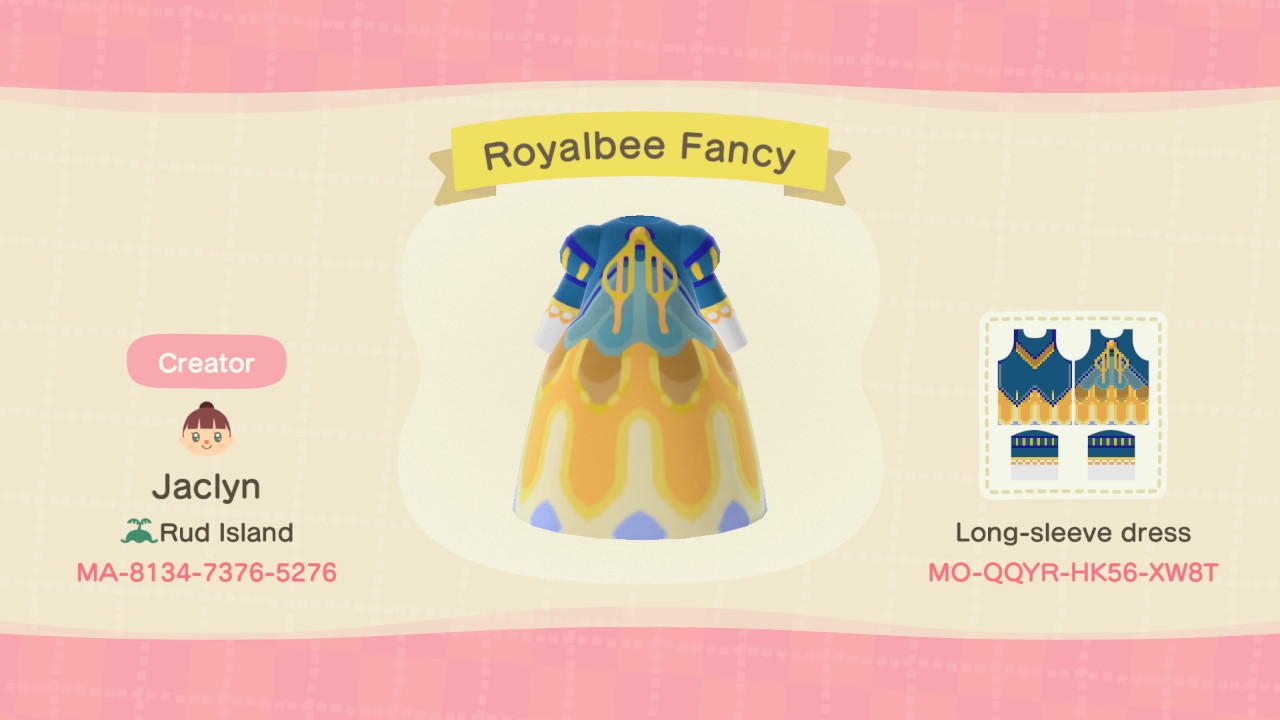 Royalbee Fancy
Creator
Jaclyn
Rud Island
MA-8134-7376-5276
Long-sleeve dress
MO-QQYR-HK56-XW8T